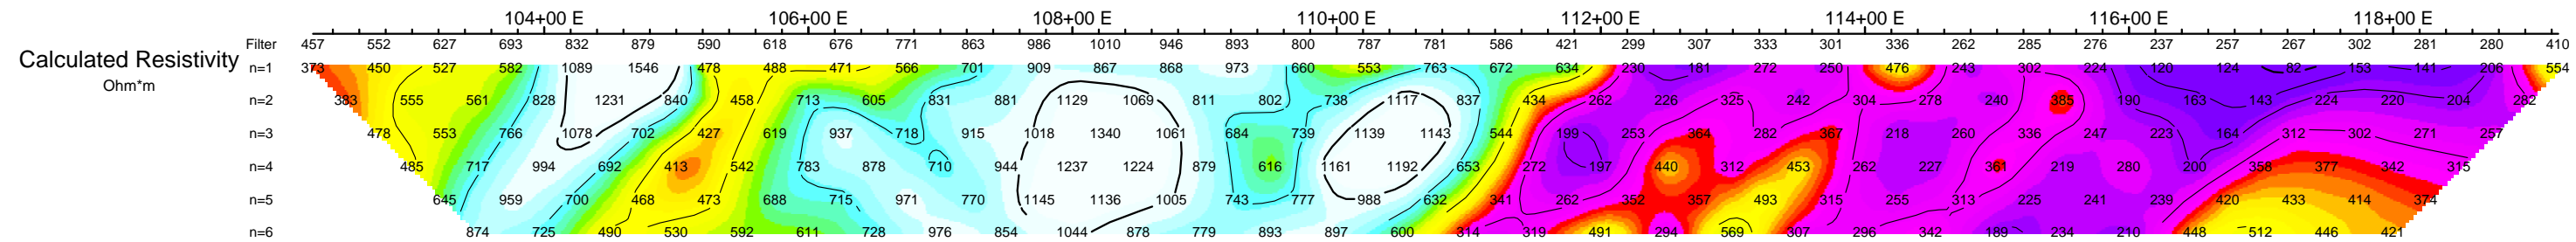 104+00 E 106+00 E 108+00 E 110+00 E 112+00 E 114+00 E 116+00 E 118+00 E
Calculated Resistivity
Ohm*m
Filter 457 552 627 693 832 879 590 618 676 771 863 986 1010 946 893 800 787 781 586 421 299 307 333 301 336 262 285 276 237 257 267 302 281 280 410
n=1 373 450 527 582 1089 1546 478 488 471 566 701 909 867 868 973 660 553 763 672 634 230 181 272 250 476 243 302 224 120 124 82 153 141 206 554
n=2 383 555 561 828 1231 840 458 713 605 831 881 1129 1069 811 802 738 1117 837 434 262 226 325 242 304 278 240 385 190 163 143 224 220 204 282
n=3 478 553 766 1078 702 427 619 937 718 915 1018 1340 1061 684 739 1139 1143 544 199 253 364 282 367 218 260 336 247 223 164 312 302 271 257
n=4 485 717 994 692 413 542 783 878 710 944 1237 1224 879 616 1161 1192 653 272 197 440 312 453 262 227 361 219 280 200 358 377 342 315
n=5 645 959 700 468 473 688 715 971 770 1145 1136 1005 743 777 988 632 341 262 352 357 493 315 255 313 225 241 239 420 433 414 374
n=6 874 725 490 530 592 611 728 976 854 1044 878 779 893 897 600 314 319 491 294 569 307 296 342 189 234 210 448 512 446 421